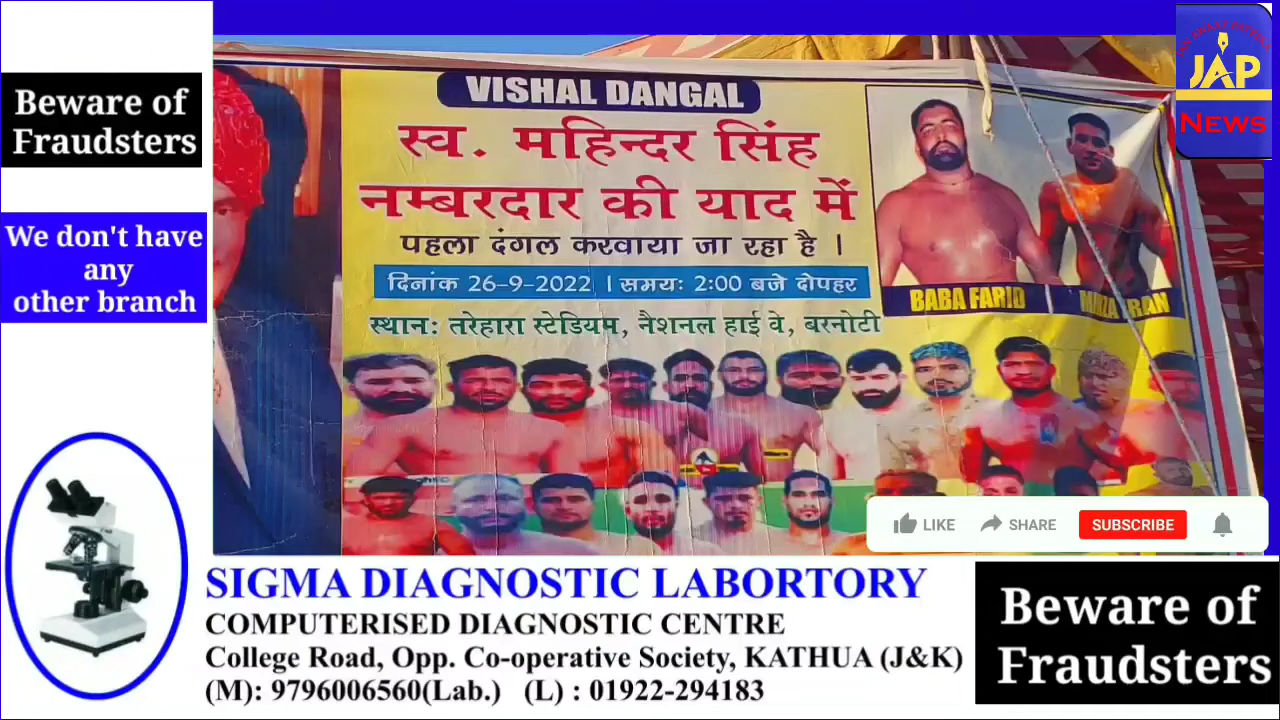 Beware of
Fraudsters
We don't have
any
other branch
VISHAL DANGAL
स्व. महिन्दर सिंह
नम्बरदार की याद में
पहला दंगल करवाया जा रहा है ।
दिनांक 26-9-2022 । समयः 2:00 बजे दोपहर
स्थान: तरेहारा स्टेडियम, नैशनल हाई वे, बरनोटी
BABA FARID
JAP
News
LIKE SHARE SUBSCRIBE
SIGMA DIAGNOSTIC LABORTORY
COMPUTERISED DIAGNOSTIC CENTRE
College Road, Opp. Co-operative Society, KATHUA (J&K)
(M): 9796006560(Lab.) (L) : 01922-294183
Beware of
Fraudsters